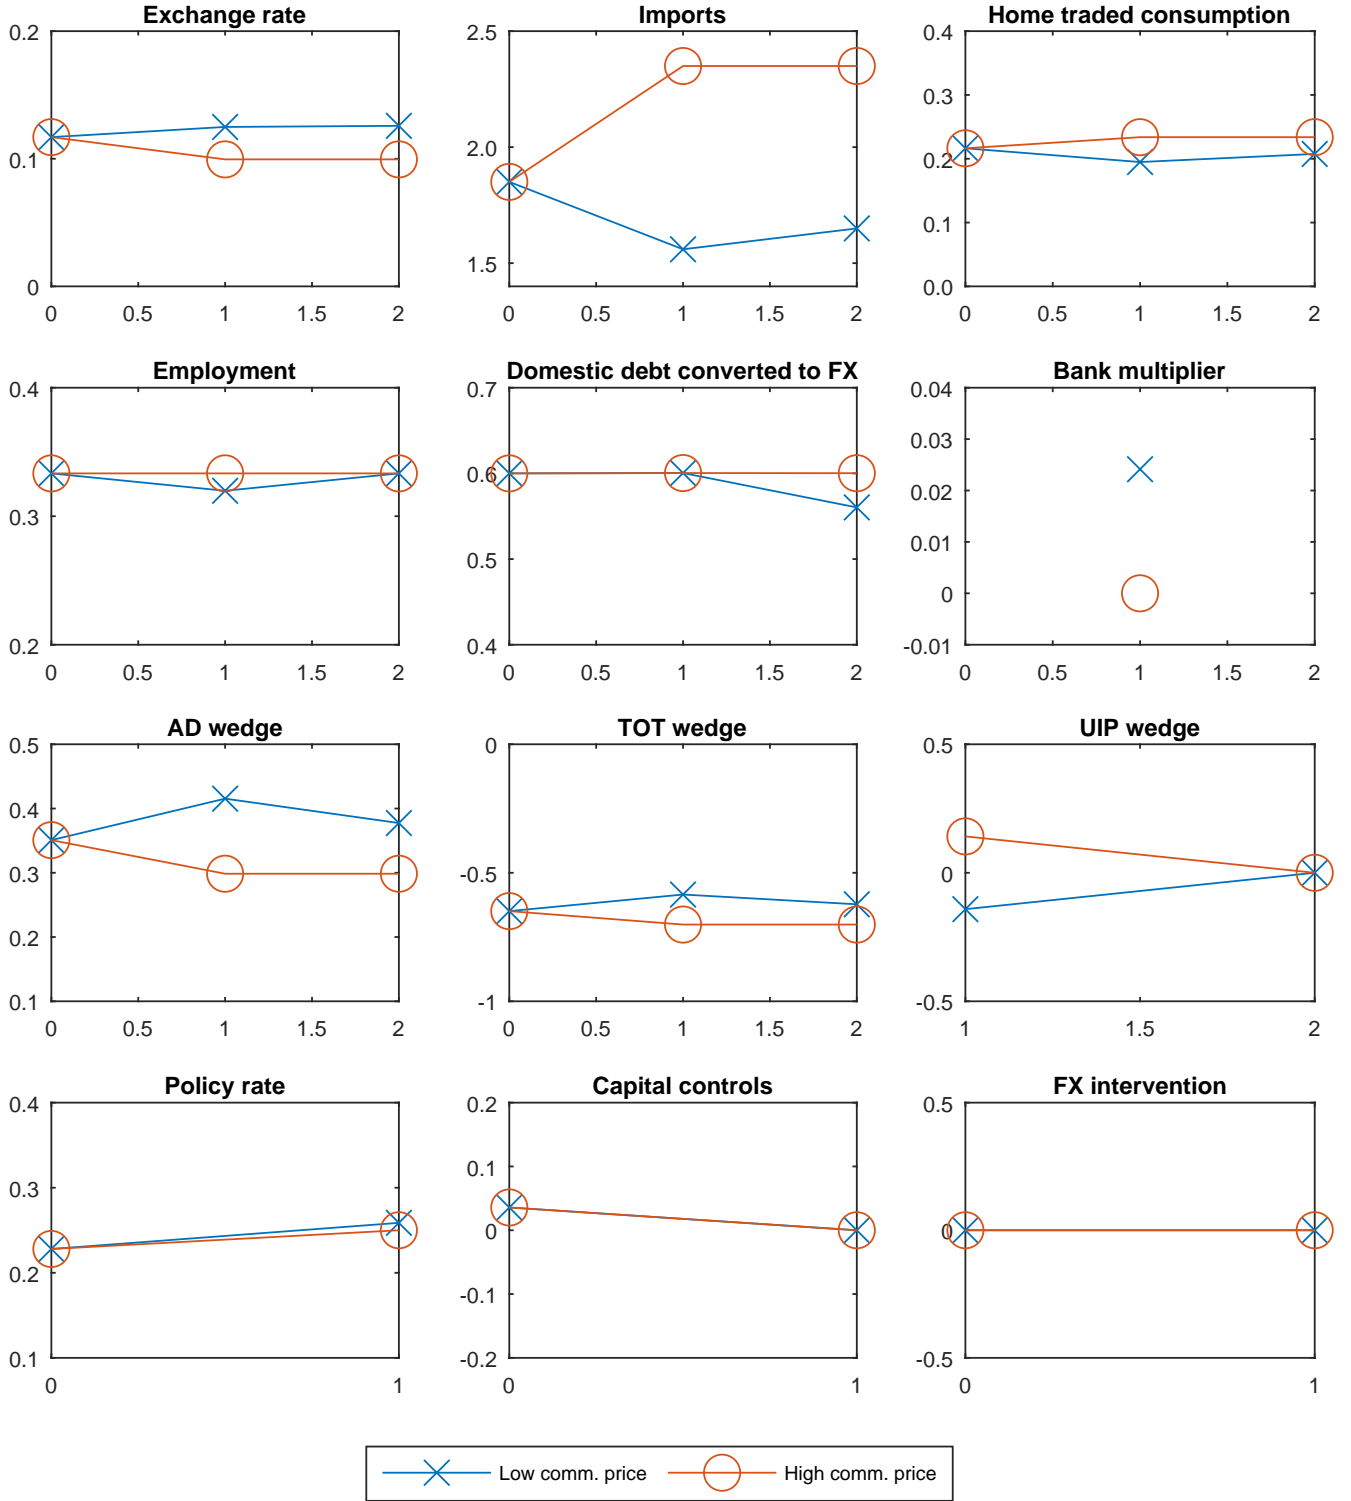 Exchange rate
0.2
0.1
0
0 0.5 1 1.5 2
Imports
2.5
2.0
1.5
0 0.5 1 1.5 2
Home traded consumption
0.4
0.3
0.2
0.1
0.0
0 0.5 1 1.5 2
Employment
0.4
0.3
0.2
0 0.5 1 1.5 2
Domestic debt converted to FX
0.7
0.6
0.5
0.4
0 0.5 1 1.5 2
Bank multiplier
0.04
0.03
0.02
0.01
0
-0.01
0 0.5 1 1.5 2
AD wedge
0.5
0.4
0.3
0.2
0.1
0 0.5 1 1.5 2
TOT wedge
0
-0.5
-1
0 0.5 1 1.5 2
UIP wedge
0.5
0
-0.5
1 1.5 2
Policy rate
0.4
0.3
0.2
0.1
0 1
Capital controls
0.2
0.1
0
-0.1
-0.2
0 1
FX intervention
0.5
0
-0.5
0 1
Low comm. price High comm. price